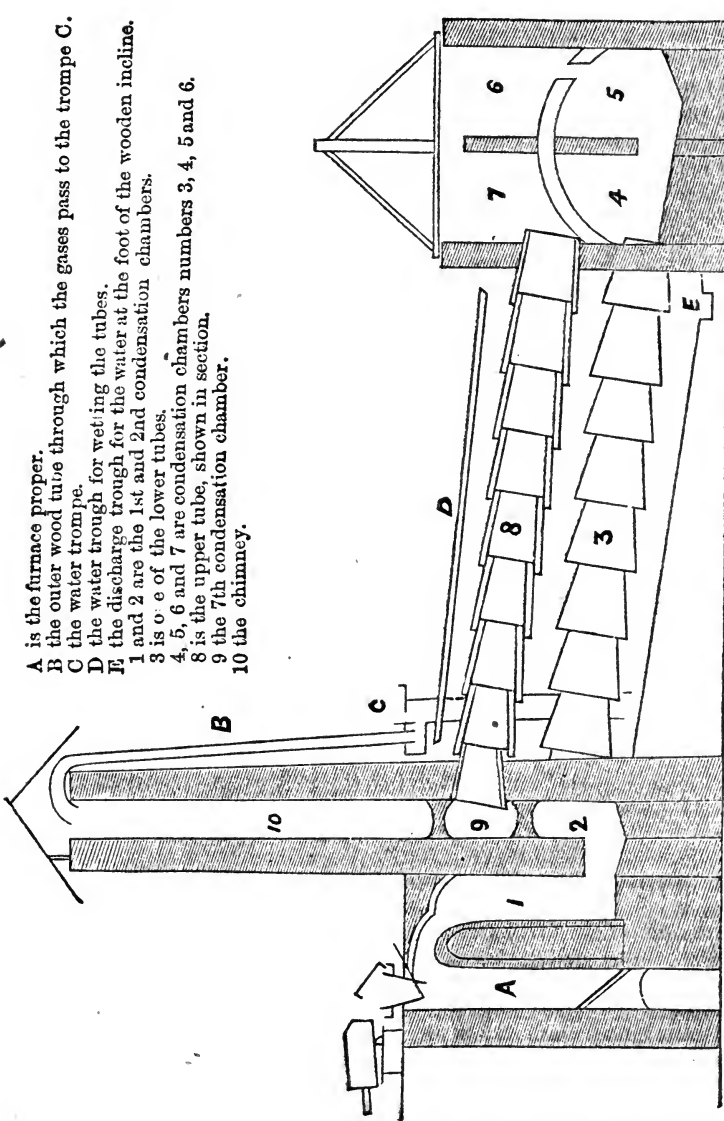 A is the furnace proper.
B the outer wood tube through which the gases pass to the trompe C.
C the water trompe.
D the water trough for wetting the tubes.
E the discharge trough for the water at the foot of the wooden incline.
1 and 2 are the 1st and 2nd condensation chambers.
3 is o e of the lower tubes.
4, 5, 6 and 7 are condensation chambers numbers 3, 4, 5 and 6.
8 is the upper tube, shown in section.
9 the 7th condensation chamber.
10 the chimney.
B
10
C
D
9
2
1
A
8
3
7
6
4
5
E